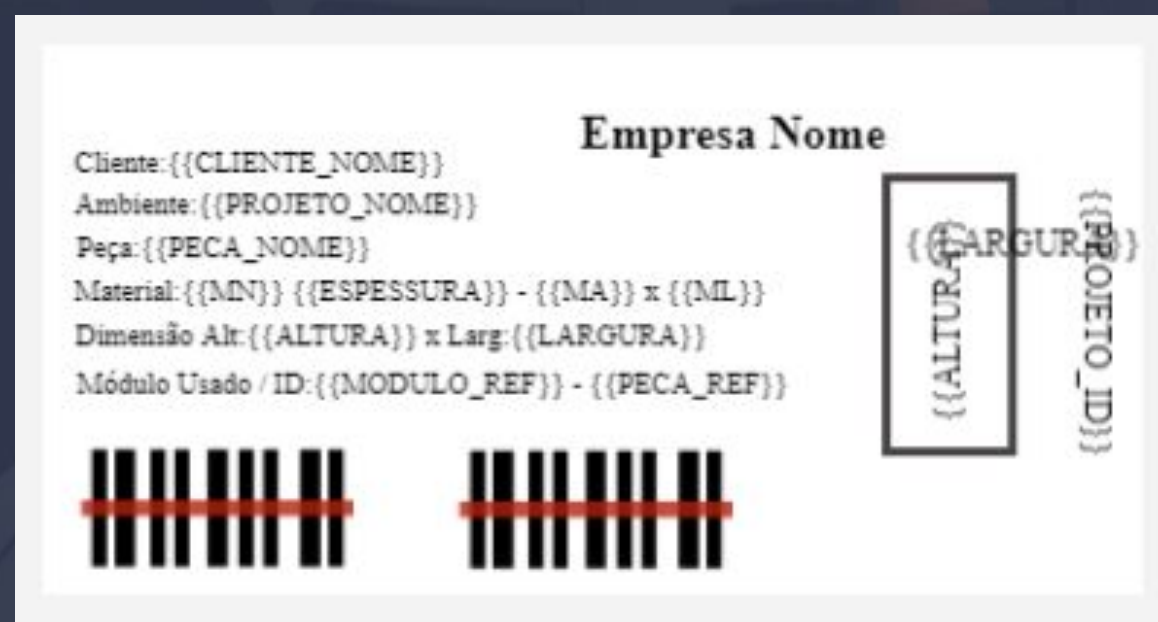 Empresa Nome
Cliente:{{CLIENTE_NOME}}
Ambiente:{{PROJETO_NOME}}
Peça:{{PECA_NOME}}
Material:{{MN}} {{ESPESSURA}} - {{MA}} x {{ML}}
Dimensão Alt:{{ALTURA}} x Larg:{{LARGURA}}
Módulo Usado / ID:{{MODULO_REF}} - {{PECA_REF}}
{{LARGURA}}
{{ALTURA}}
{{PROJETO_ID}}